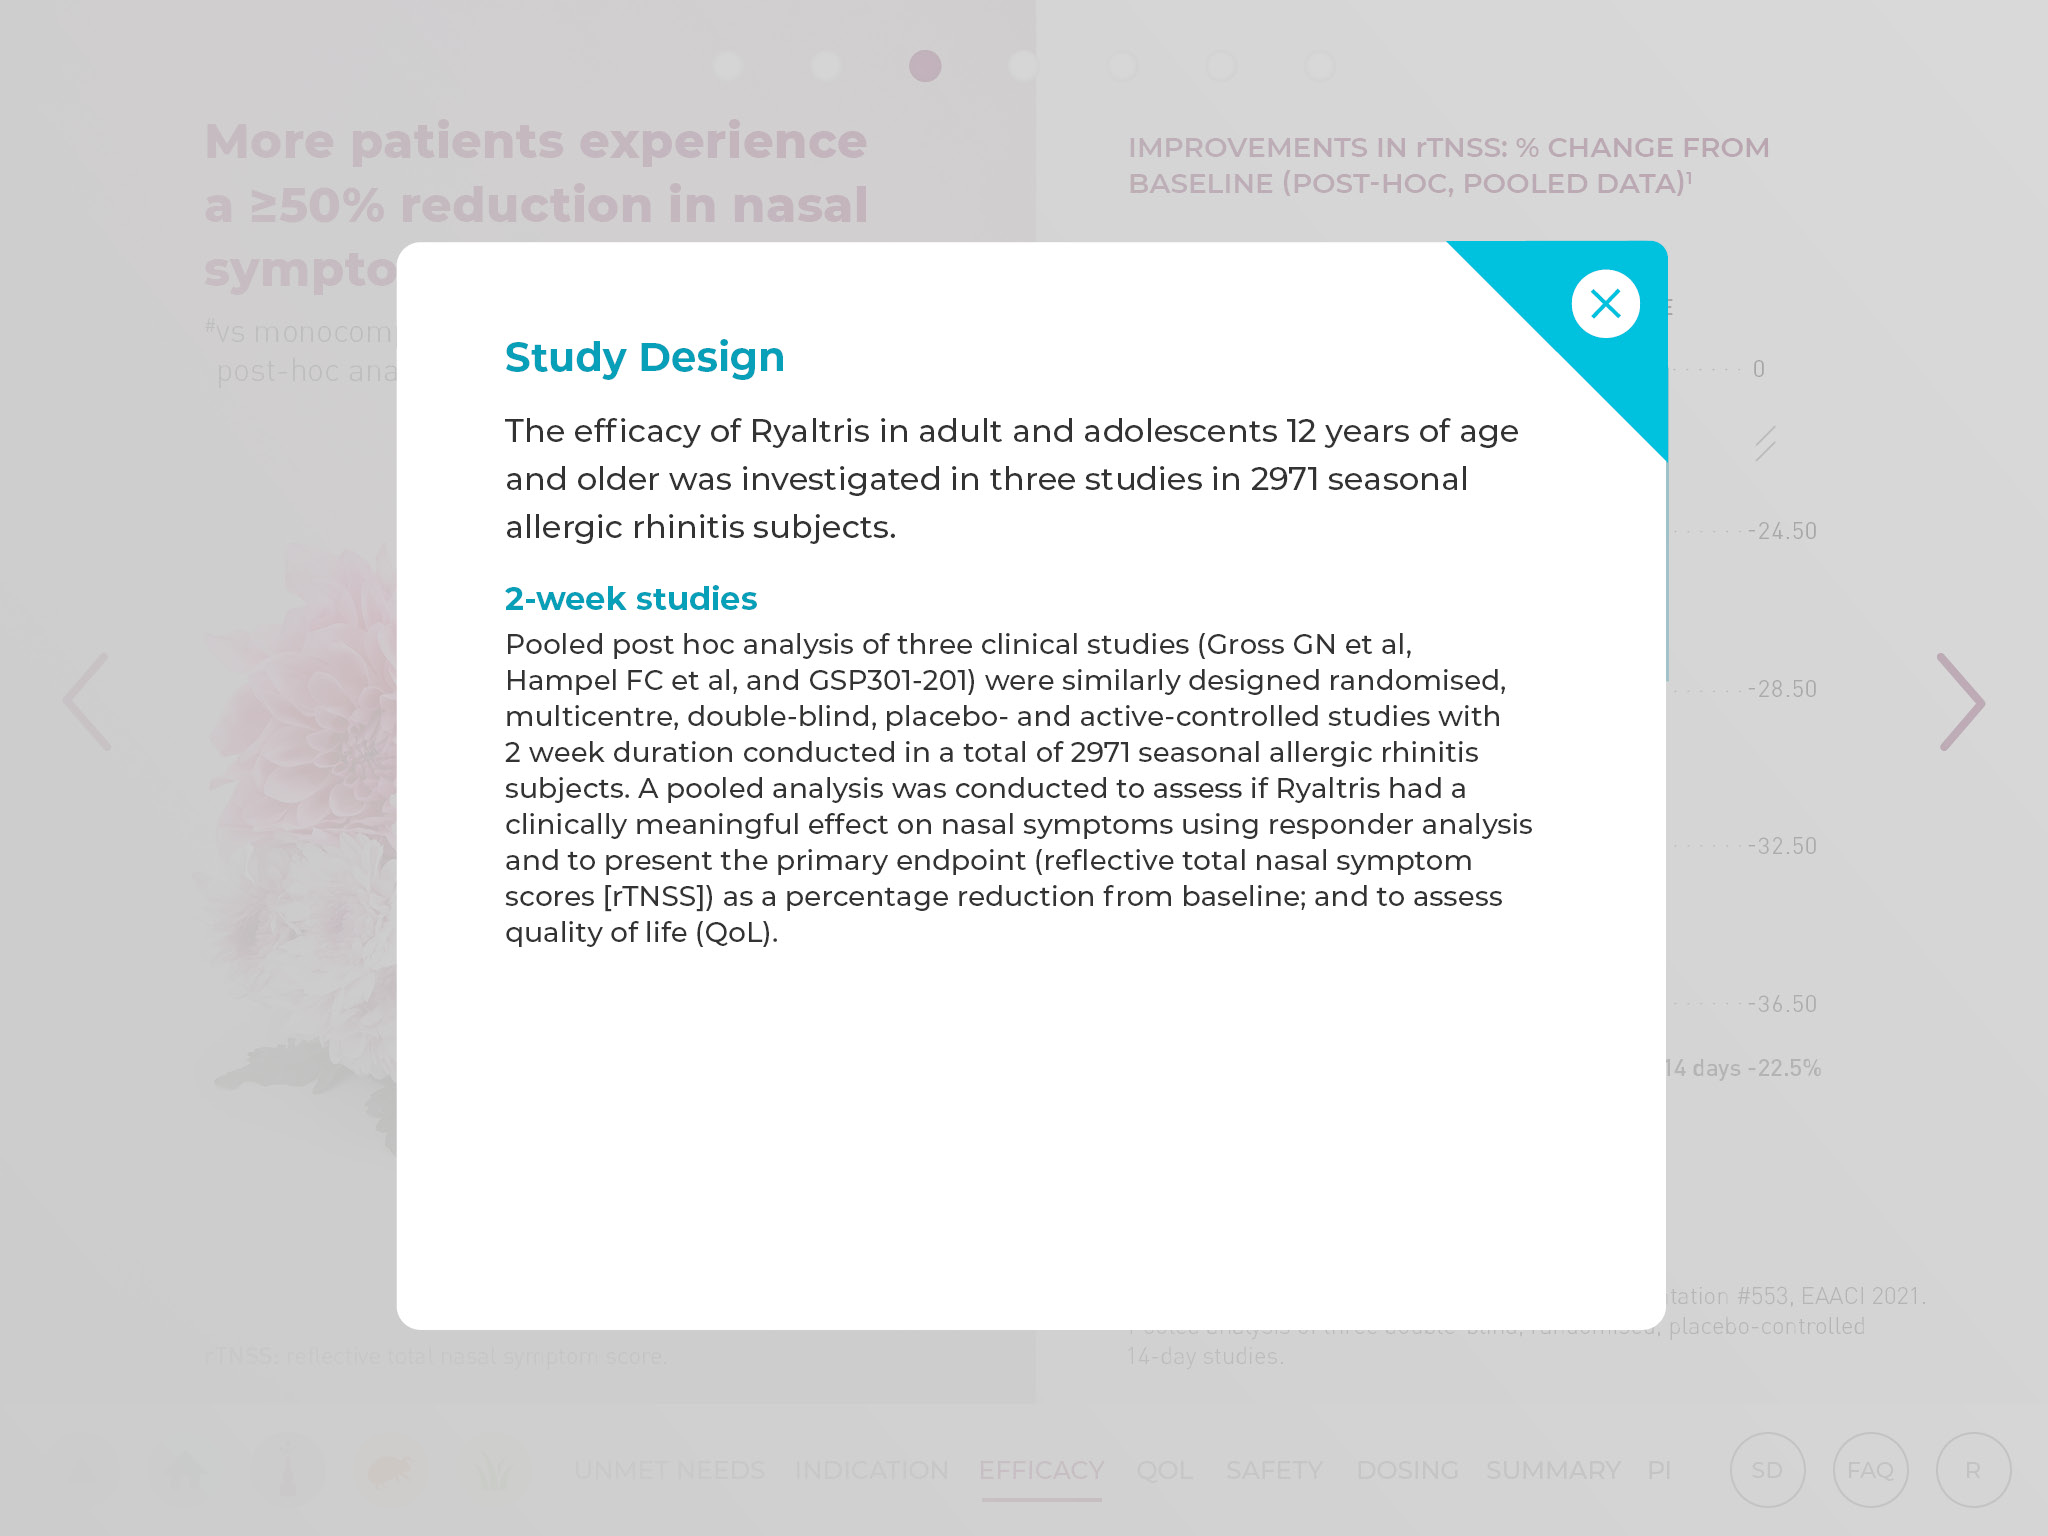 More patients experience
a ≥50% reduction in nasal
sympto
#vs monocom
post-hoc ana
IMPROVEMENTS IN rTNSS: % CHANGE FROM
BASELINE (POST-HOC, POOLED DATA)¹
0
-24.50
-28.50
-32.50
-36.50
14 days -22.5%
Study Design
The efficacy of Ryaltris in adult and adolescents 12 years of age
and older was investigated in three studies in 2971 seasonal
allergic rhinitis subjects.
2-week studies
Pooled post hoc analysis of three clinical studies (Gross GN et al,
Hampel FC et al, and GSP301-201) were similarly designed randomised,
multicentre, double-blind, placebo- and active-controlled studies with
2 week duration conducted in a total of 2971 seasonal allergic rhinitis
subjects. A pooled analysis was conducted to assess if Ryaltris had a
clinically meaningful effect on nasal symptoms using responder analysis
and to present the primary endpoint (reflective total nasal symptom
scores [rTNSS]) as a percentage reduction from baseline; and to assess
quality of life (QoL).
tation #553, EAACI 2021.
Pooled analysis of three double-blind, randomised, placebo-controlled
14-day studies.
rTNSS: reflective total nasal symptom score.
UNMET NEEDS INDICATION EFFICACY QOL SAFETY DOSING SUMMARY PI SD FAQ R